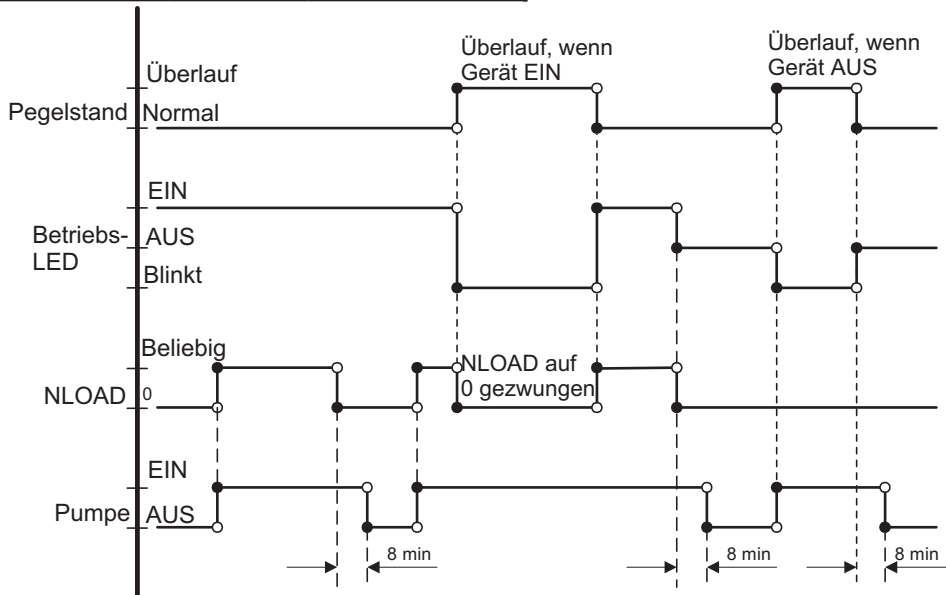 Überlauf, wenn
Gerät EIN
Überlauf, wenn
Gerät AUS
Überlauf
Pegelstand
Normal
EIN
Betriebs-
LED
AUS
Blinkt
Beliebig
NLOAD auf
0 gezwungen
NLOAD
0
EIN
Pumpe
AUS
8 min
8 min
8 min